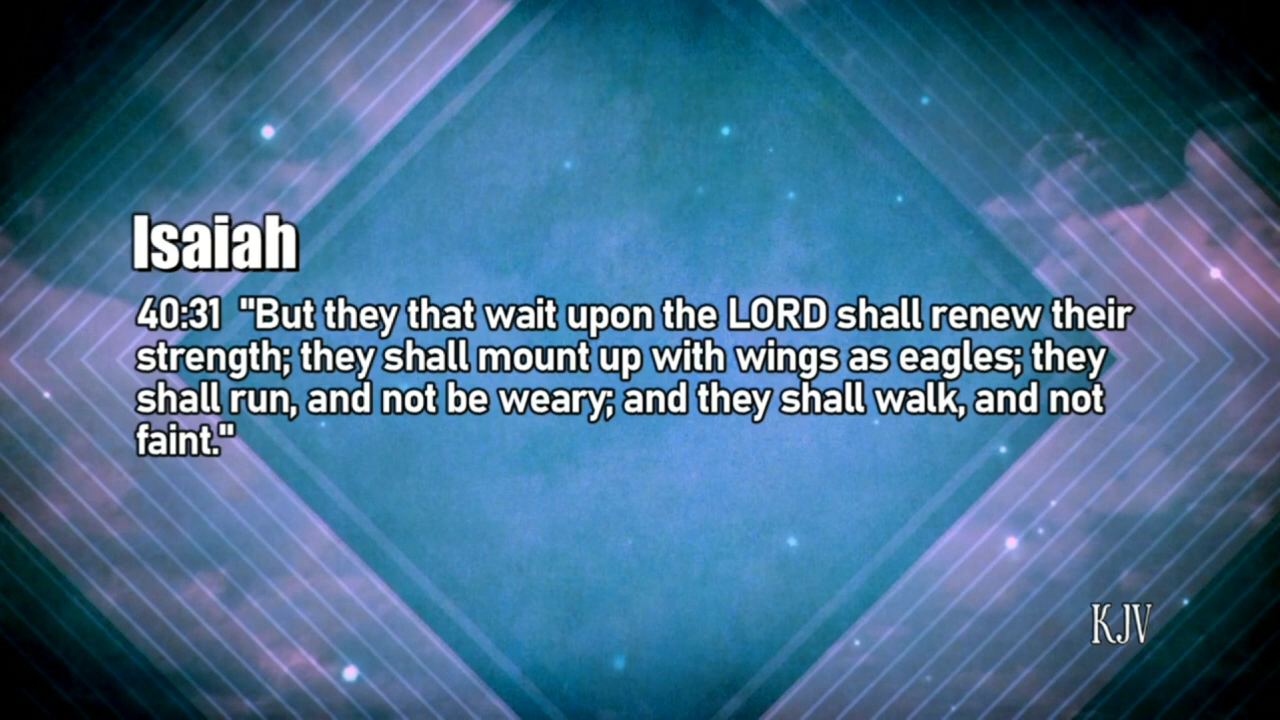 Isaiah
40:31  "But they that wait upon the LORD shall renew their
strength; they shall mount up with wings as eagles; they
shall run, and not be weary; and they shall walk, and not
faint."
KJV